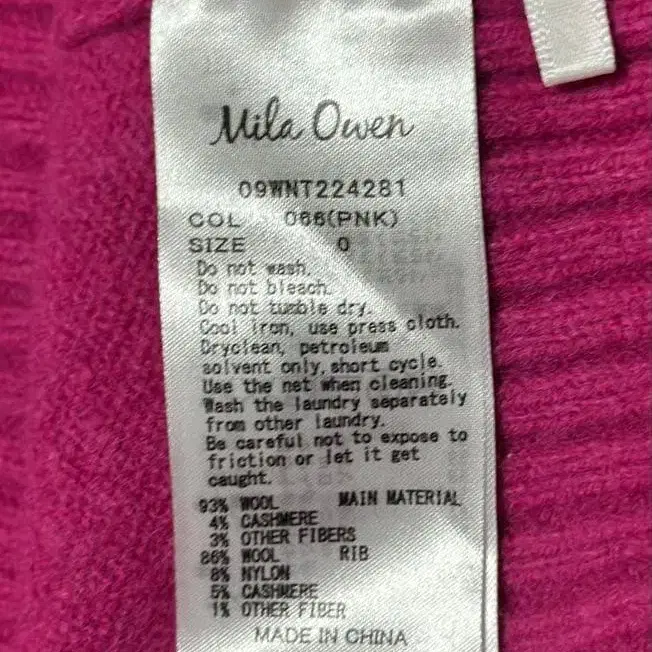 Mila Owen
09WNT224281
COL 066(PNK)
SIZE 0
Do not wash.
Do not bleach.
Do not tumble dry.
Cool iron, use press cloth.
Dryclean, petroleum
solvent only, short cycle.
Use the net when cleaning.
Wash the laundry separately
from other laundry.
Be careful not to expose to
friction or let it get
caught.
93% WOOL MAIN MATERIAL
4% CASHMERE
3% OTHER FIBERS
86% WOOL RIB
8% NYLON
5% CASHMERE
1% OTHER FIBER
MADE IN CHINA